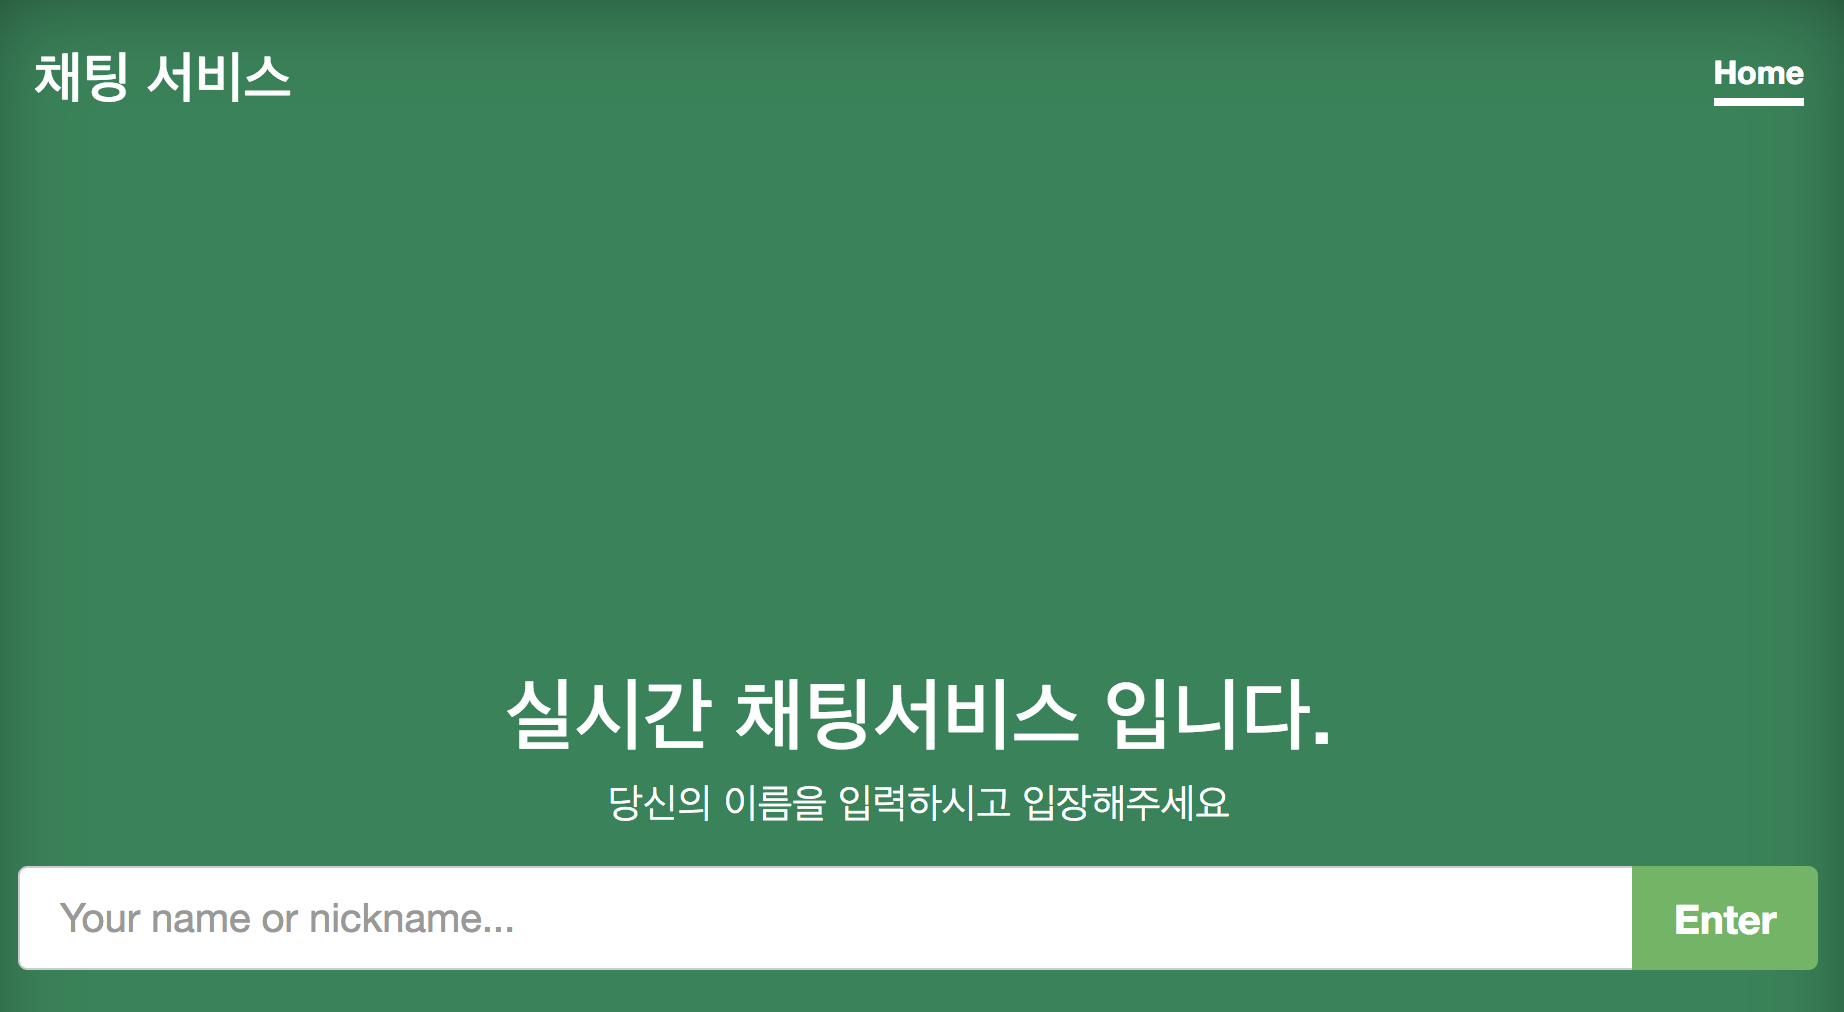 채팅 서비스
Home
실시간 채팅서비스 입니다.
당신의 이름을 입력하시고 입장해주세요
Your name or nickname...
Enter